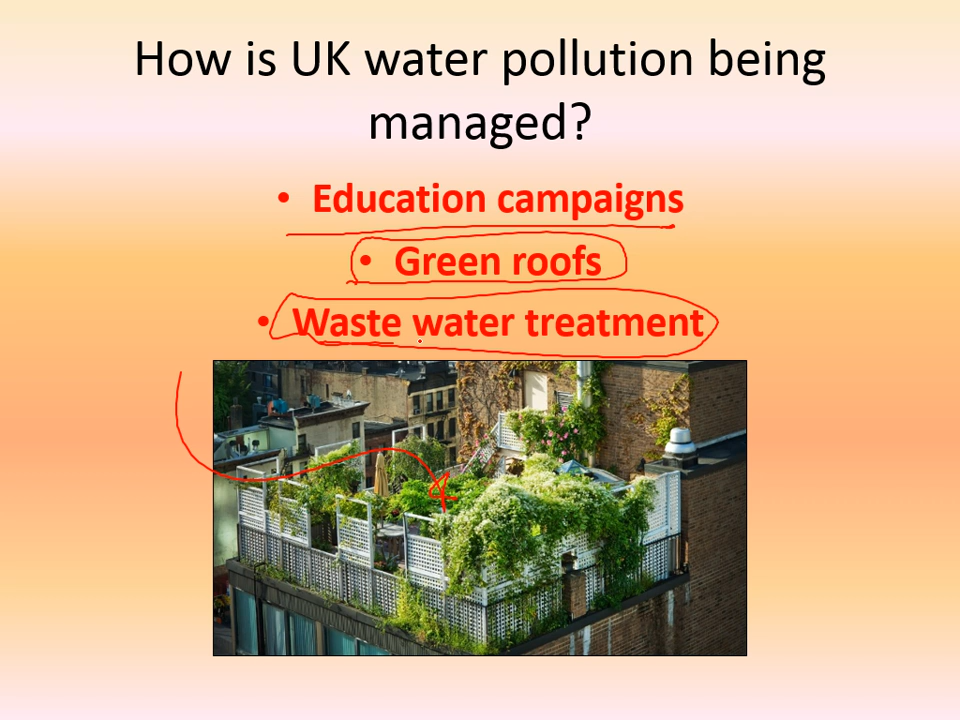 How is UK water pollution being
managed?
• Education campaigns
• Green roofs
• Waste water treatment